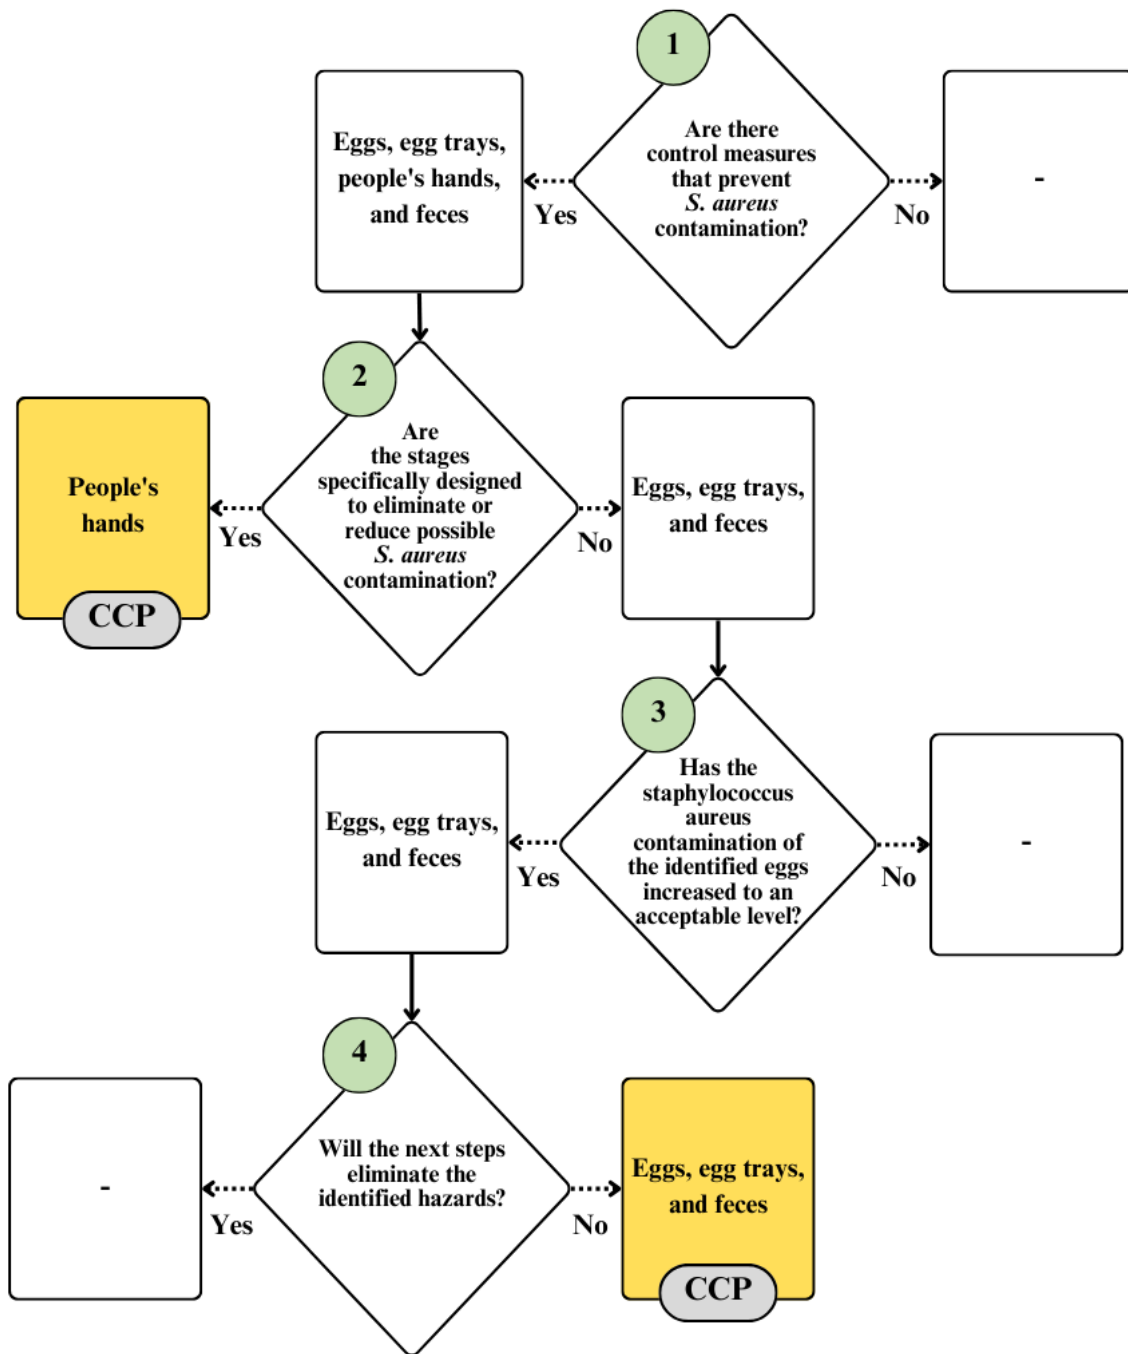 1
Are there
control measures
that prevent
S. aureus
contamination?
Eggs, egg trays,
people's hands,
and feces
Yes
No
-
2
Are
the stages
specifically designed
to eliminate or
reduce possible
S. aureus
contamination?
People's
hands
CCP
Yes
No
Eggs, egg trays,
and feces
3
Has the
staphylococcus
aureus
contamination of
the identified eggs
increased to an
acceptable level?
Eggs, egg trays,
and feces
Yes
No
-
4
Will the next steps
eliminate the
identified hazards?
-
Yes
No
Eggs, egg trays,
and feces
CCP